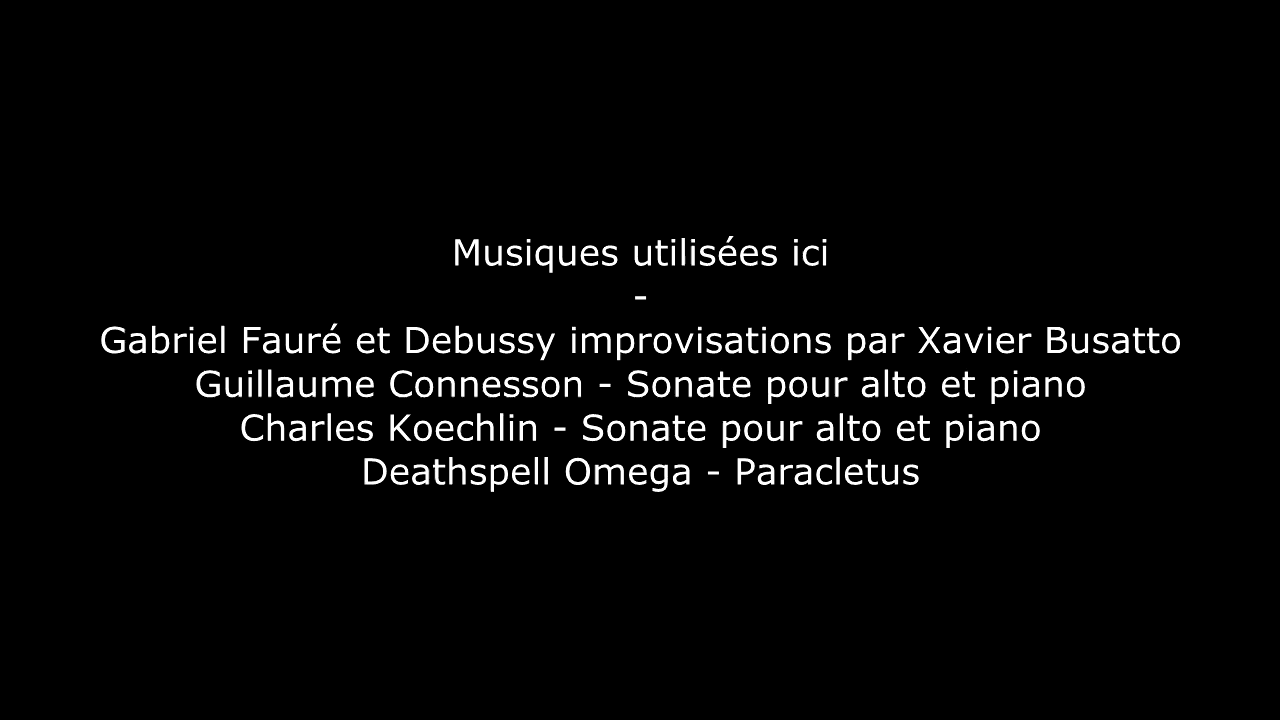 Musiques utilisées ici
-
Gabriel Fauré et Debussy improvisations par Xavier Busatto
Guillaume Connesson - Sonate pour alto et piano
Charles Koechlin - Sonate pour alto et piano
Deathspell Omega - Paracletus